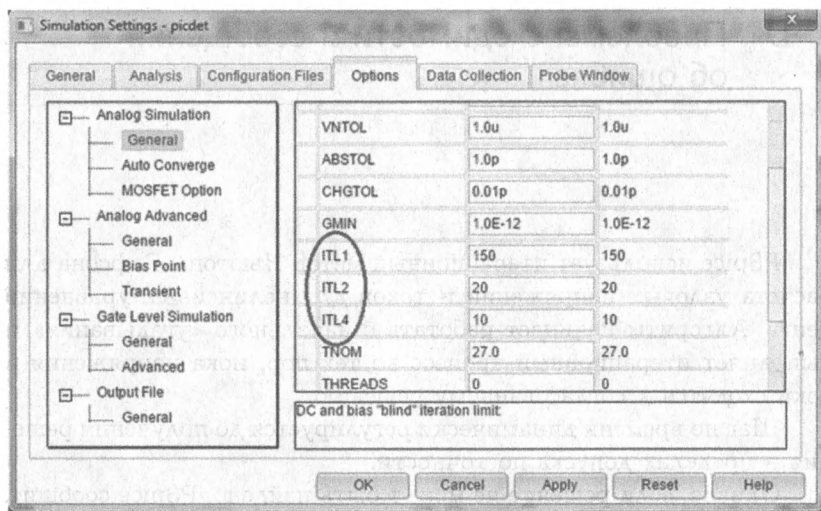 Simulation Settings - picdet
General Analysis Configuration Files Options Data Collection Probe Window
Analog Simulation
General
Auto Converge
MOSFET Option
Analog Advanced
General
Bias Point
Transient
Gate Level Simulation
General
Advanced
Output File
General
VNTOL 1.0u 1.0u
ABSTOL 1.0p 1.0p
CHGTOL 0.01p 0.01p
GMIN 1.0E-12 1.0E-12
ITL1 150 150
ITL2 20 20
ITL4 10 10
TNOM 27.0 27.0
THREADS 0 0
DC and bias "blind" iteration limit
OK Cancel Apply Reset Help